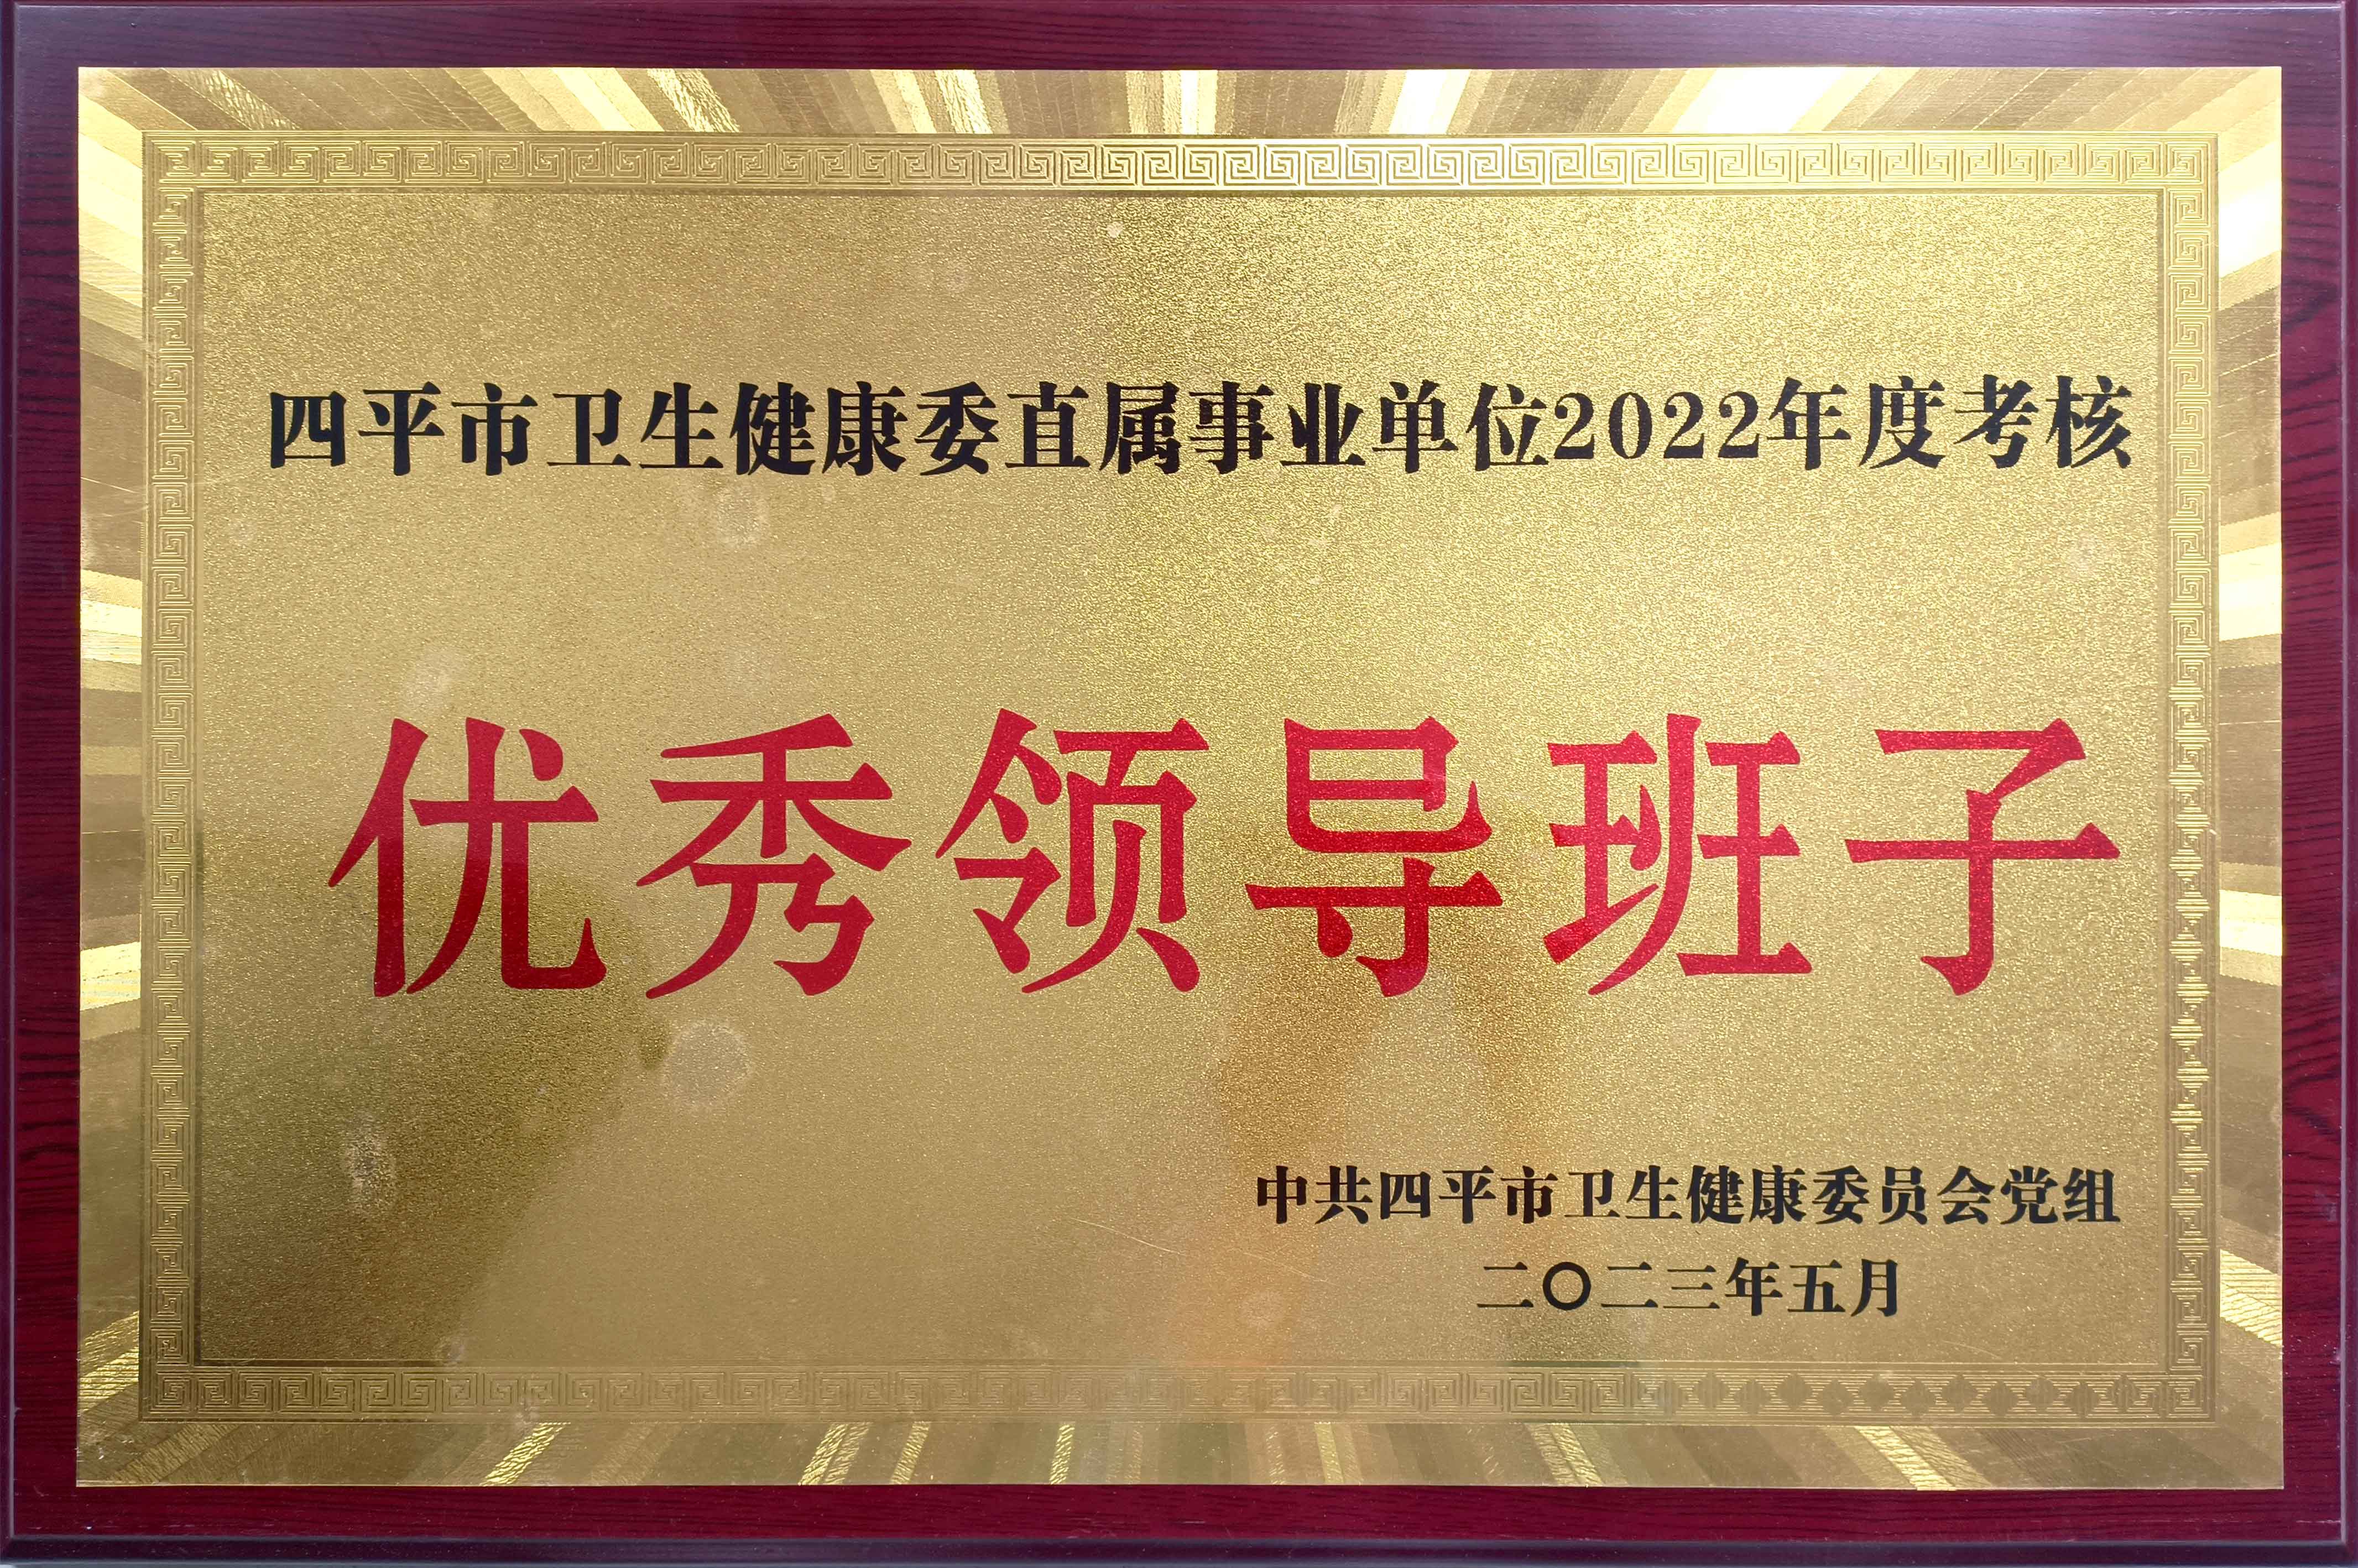 四平市卫生健康委直属事业单位2022年度考核
优秀领导班子
中共四平市卫生健康委员会党组
二〇二三年五月